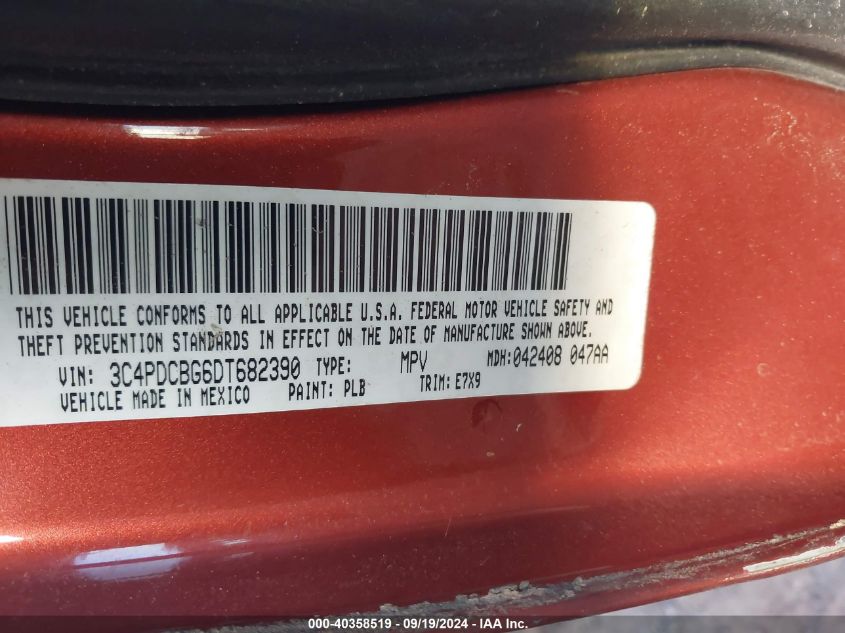 THIS VEHICLE CONFORMS TO ALL APPLICABLE U.S.A. FEDERAL MOTOR VEHICLE SAFETY AND
THEFT PREVENTION STANDARDS IN EFFECT ON THE DATE OF MANUFACTURE SHOWN ABOVE.
VIN: 3C4PDCBG6DT682390 TYPE: MPV MDH:042408 047AA
VEHICLE MADE IN MEXICO PAINT: PLB TRIM: E7X9
000-40358519 - 09/19/2024 - IAA Inc.